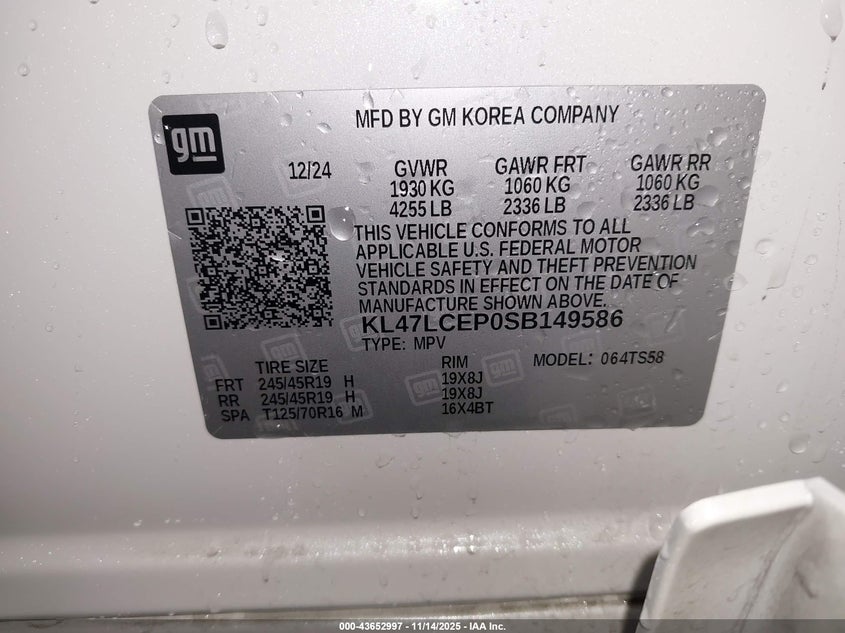 gm
MFD BY GM KOREA COMPANY
12/24 GVWR GAWR FRT GAWR RR
1930 KG 1060 KG 1060 KG
4255 LB 2336 LB 2336 LB
THIS VEHICLE CONFORMS TO ALL
APPLICABLE U.S. FEDERAL MOTOR
VEHICLE SAFETY AND THEFT PREVENTION
STANDARDS IN EFFECT ON THE DATE OF
MANUFACTURE SHOWN ABOVE.
KL47LCEP0SB149586
TYPE: MPV
TIRE SIZE RIM MODEL: 064TS58
FRT 245/45R19 H 19X8J
RR 245/45R19 H 19X8J
SPA T125/70R16 M 16X4BT
000-43652997 - 11/14/2025 - IAA Inc.